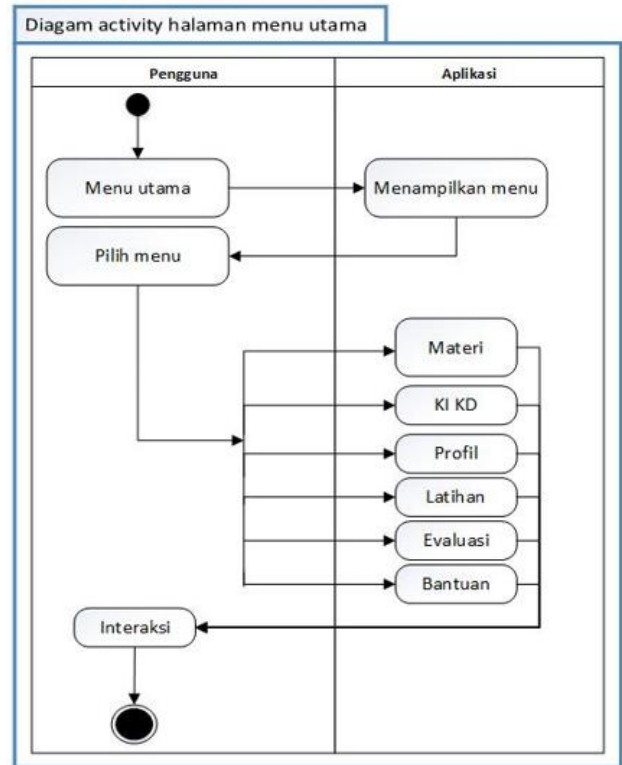 Diagam activity halaman menu utama
Pengguna
Aplikasi
Menu utama
Menampilkan menu
Pilih menu
Materi
KI KD
Profil
Latihan
Evaluasi
Bantuan
Interaksi